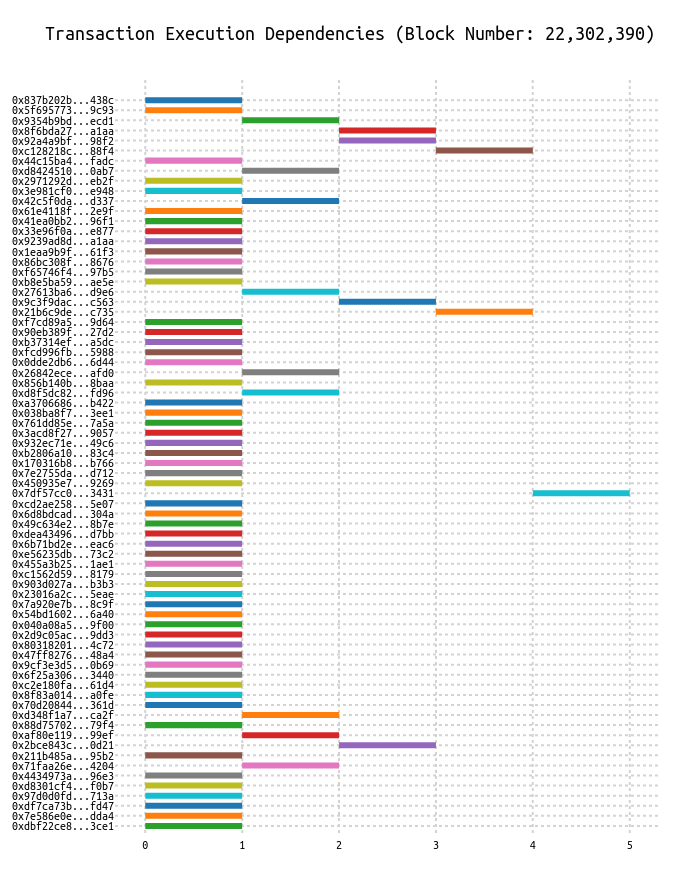 Transaction Execution Dependencies (Block Number: 22,302,390)
0x837b202b...438c
0x5f695773...9c93
0x9354b9bd...ecd1
0x8f6bda27...a1aa
0x92a4a9bf...98f2
0xc128218c...88f4
0x44c15ba4...fadc
0xd8424510...0ab7
0x2971292d...eb2f
0x3e981cf0...e948
0x42c5f0da...d337
0x61e4118f...2e9f
0x41ea0bb2...96f1
0x33e96f0a...e877
0x9239ad8d...a1aa
0x1eaa9b9f...61f3
0x86bc308f...8676
0xf65746f4...97b5
0xb8e5ba59...ae5e
0x27613ba6...d9e6
0x9c3f9dac...c563
0x21b6c9de...c735
0xf7cd89a5...9d64
0x90eb389f...27d2
0xb37314ef...a5dc
0xfcd996fb...5988
0x0dde2db6...6d44
0x26842ece...afd0
0x856b140b...8baa
0xd8f5dc82...fd96
0xa3706686...b422
0x038ba8f7...3ee1
0x761dd85e...7a5a
0x3acd8f27...9057
0x932ec71e...49c6
0xb2806a10...83c4
0x170316b8...b766
0x7e2755da...d712
0x450935e7...9269
0x7df57cc0...3431
0xcd2ae258...5e07
0x6d8bdcad...304a
0x49c634e2...8b7e
0xdea43496...d7bb
0x6b71bd2e...eac6
0xe56235db...73c2
0x455a3b25...1ae1
0xc1562d59...8179
0x903d027a...b3b3
0x23016a2c...5eae
0x7a920e7b...8c9f
0x54bd1602...6a40
0x040a08a5...9f00
0x2d9c05ac...9dd3
0x80318201...4c72
0x47ff8276...48a4
0x9cf3e3d5...0b69
0x6f25a306...3440
0xc2e180fa...61d4
0x8f83a014...a0fe
0x70d20844...361d
0xd348f1a7...ca2f
0x88d75702...79f4
0xaf80e119...99ef
0x2bce843c...0d21
0x211b485a...95b2
0x71faa26e...4204
0x4434973a...96e3
0xd8301cf4...f0b7
0x97d0d0fd...713a
0xdf7ca73b...fd47
0x7e586e0e...dda4
0xdbf22ce8...3ce1
0 1 2 3 4 5